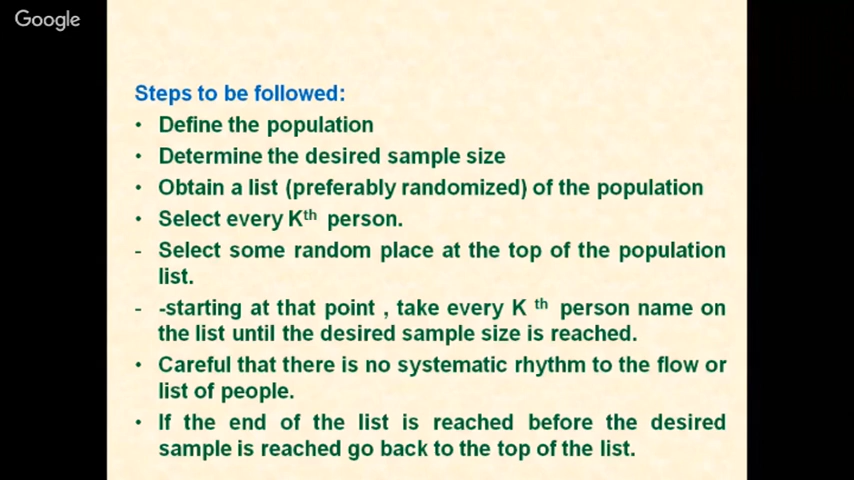 Google
Steps to be followed:
• Define the population
• Determine the desired sample size
• Obtain a list (preferably randomized) of the population
• Select every Kth person.
- Select some random place at the top of the population
list.
- -starting at that point , take every K th person name on
the list until the desired sample size is reached.
• Careful that there is no systematic rhythm to the flow or
list of people.
• If the end of the list is reached before the desired
sample is reached go back to the top of the list.